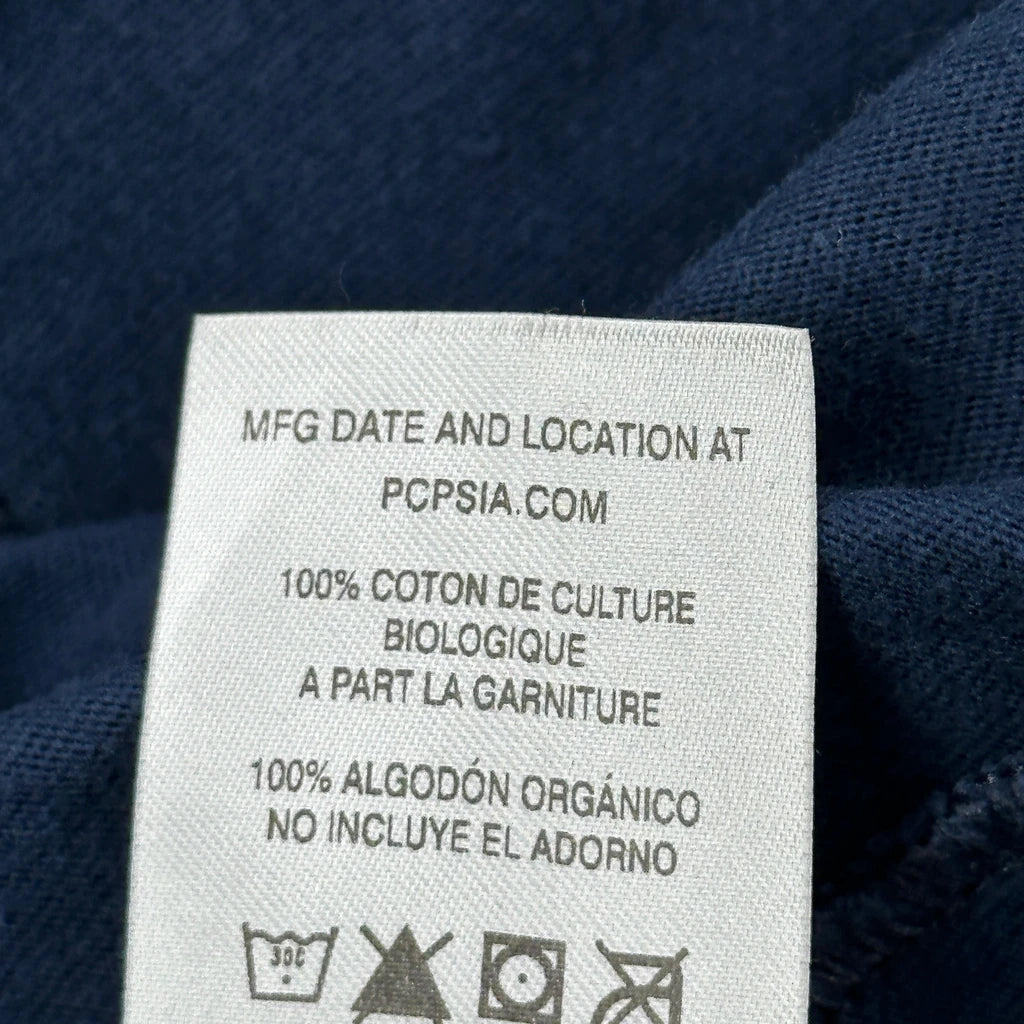 MFG DATE AND LOCATION AT
PCPSIA.COM
100% COTON DE CULTURE
BIOLOGIQUE
A PART LA GARNITURE
100% ALGODÓN ORGÁNICO
NO INCLUYE EL ADORNO
30C